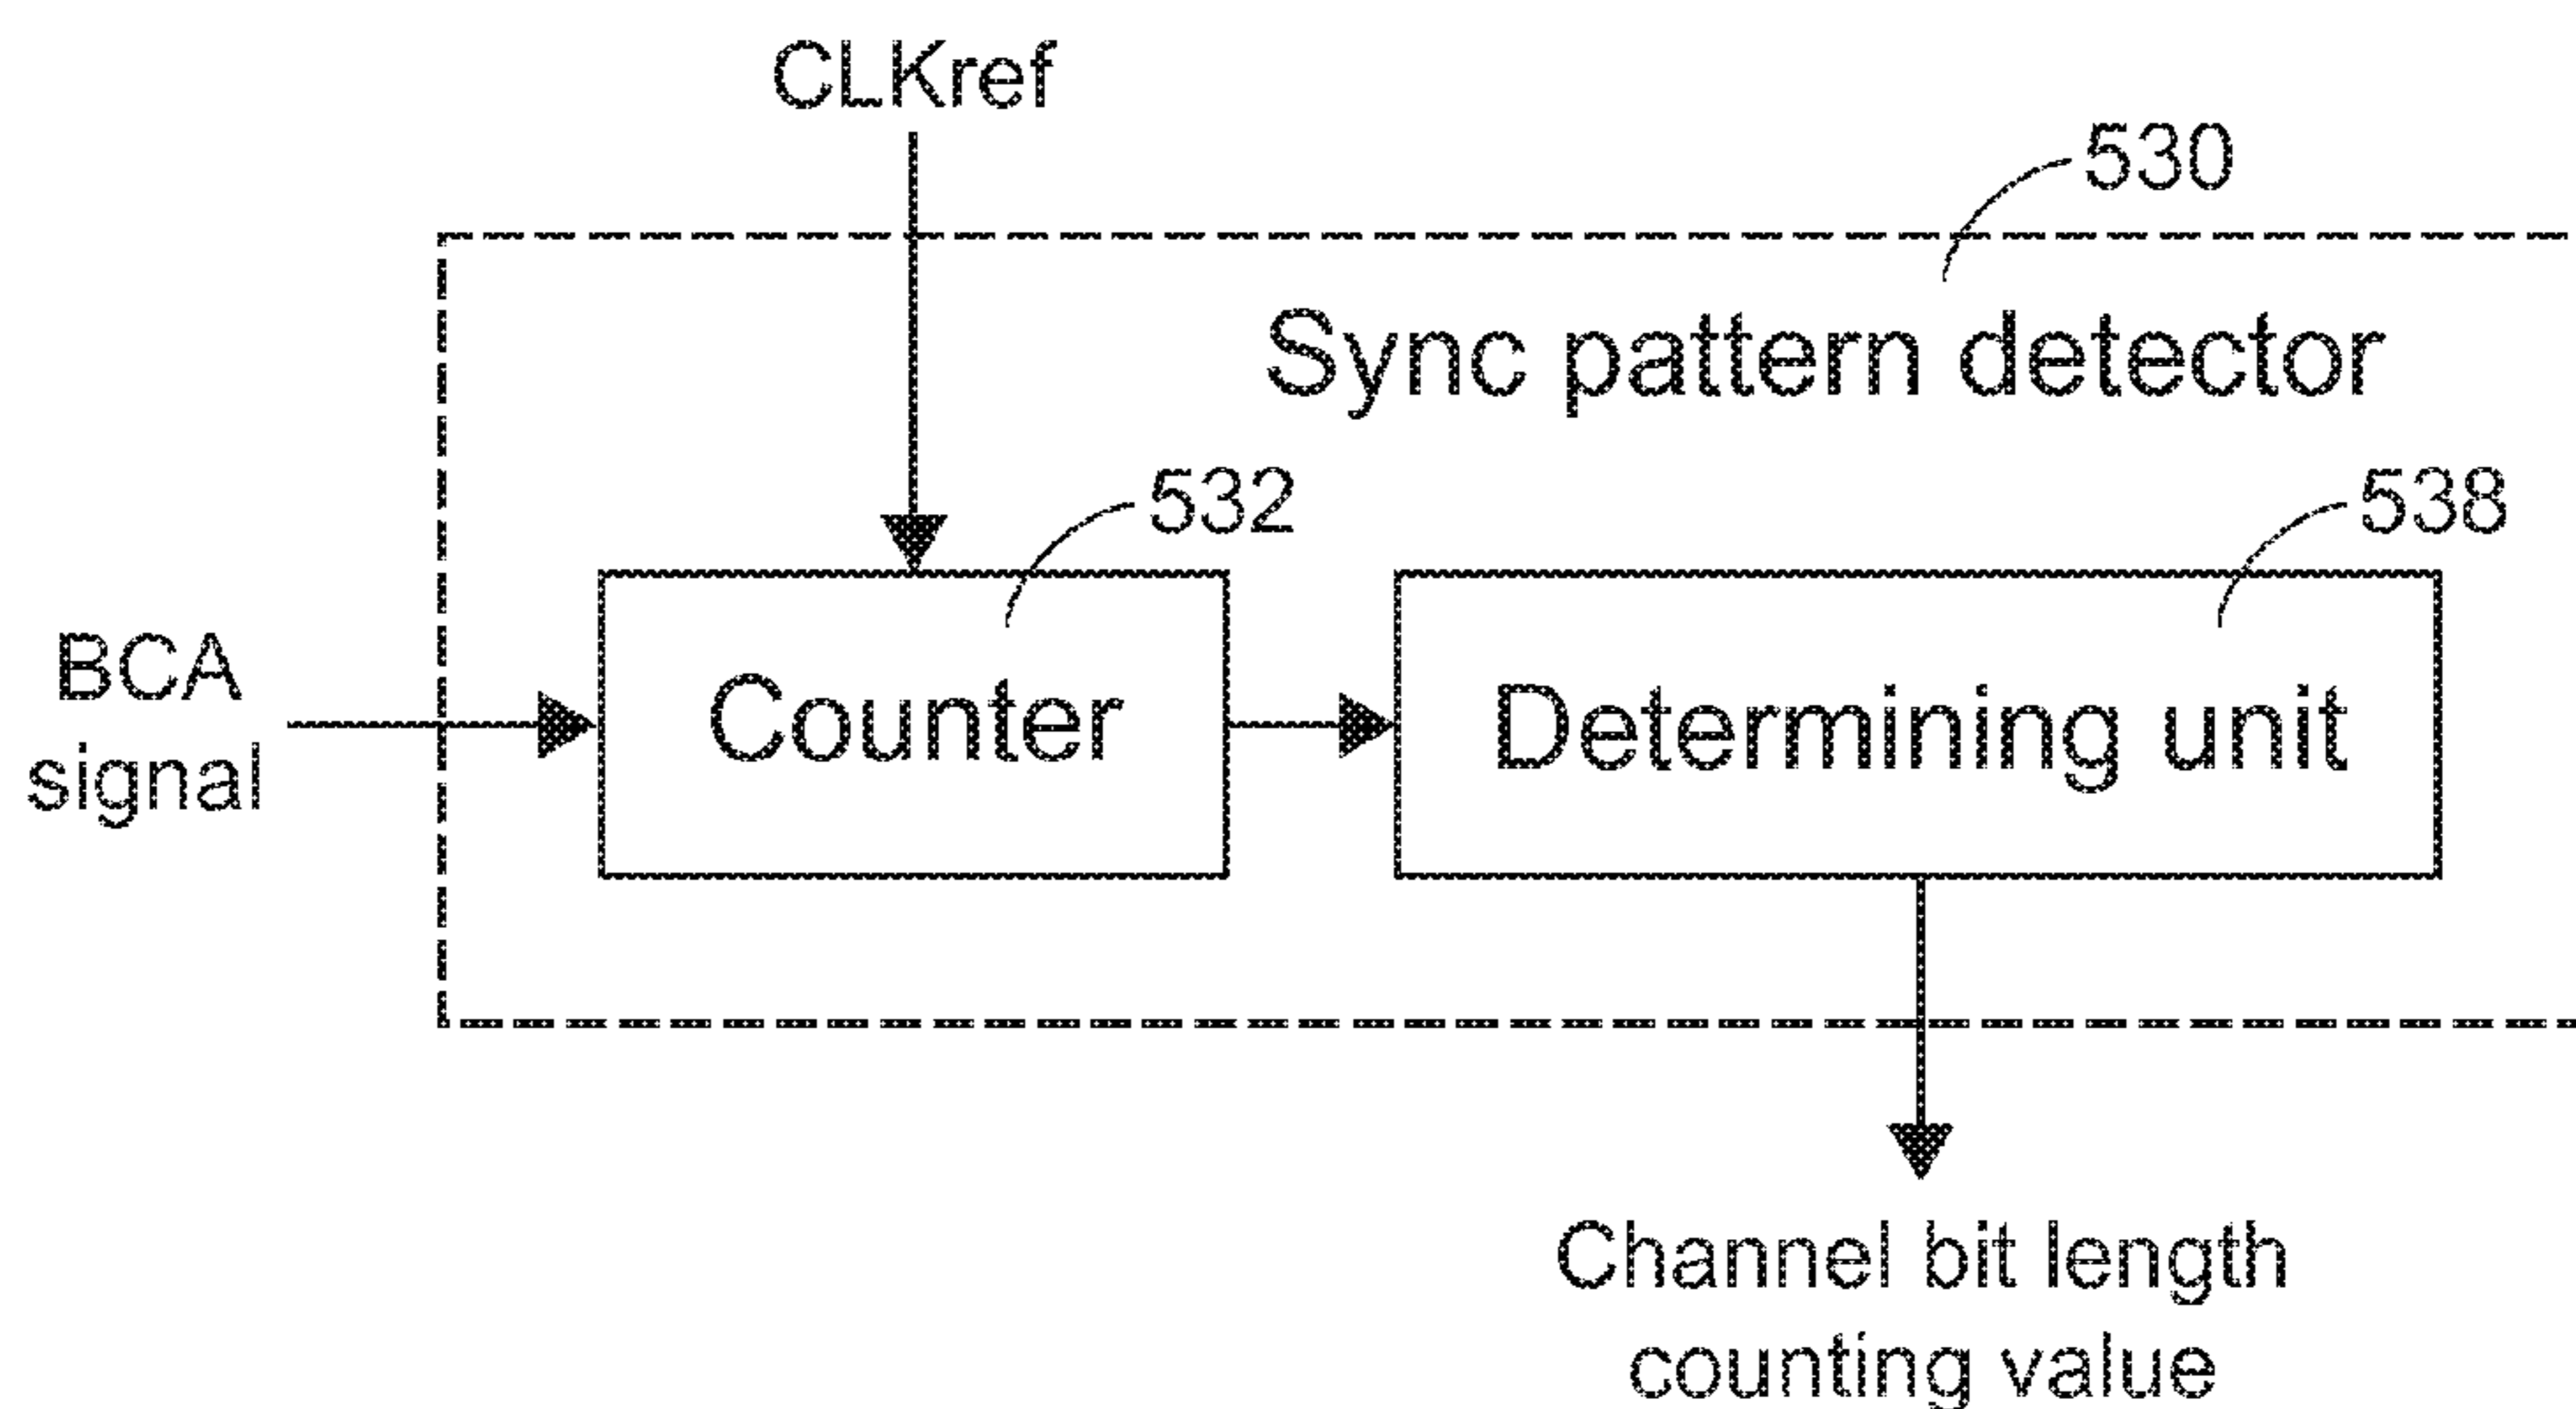 CLKref
530
Sync pattern detector
532
538
BCA
signal
Counter
Determining unit
Channel bit length
counting value